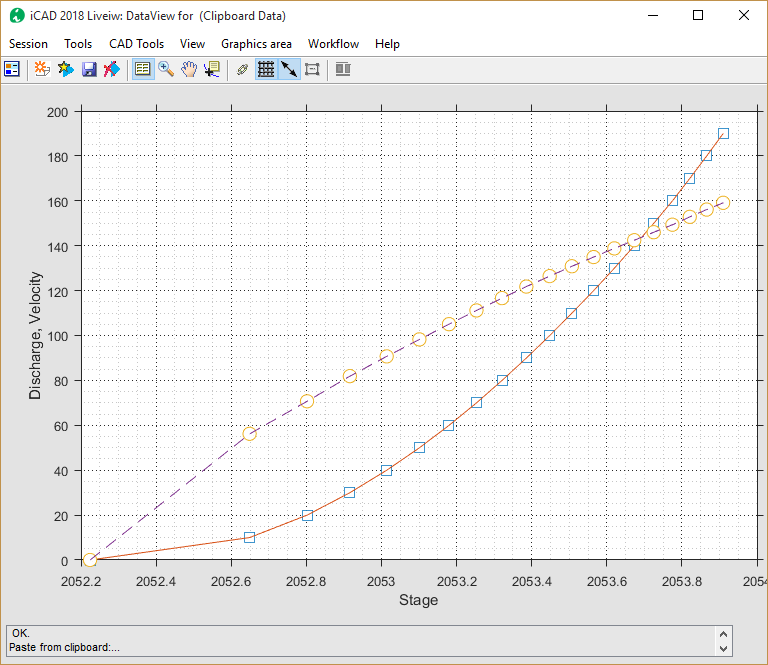 iCAD 2018 Liveiw: DataView for (Clipboard Data)
Session Tools CAD Tools View Graphics area Workflow Help
200
180
160
140
120
100
80
60
40
20
0
Discharge, Velocity
2052.2 2052.4 2052.6 2052.8 2053 2053.2 2053.4 2053.6 2053.8 2054
Stage
OK.
Paste from clipboard:...